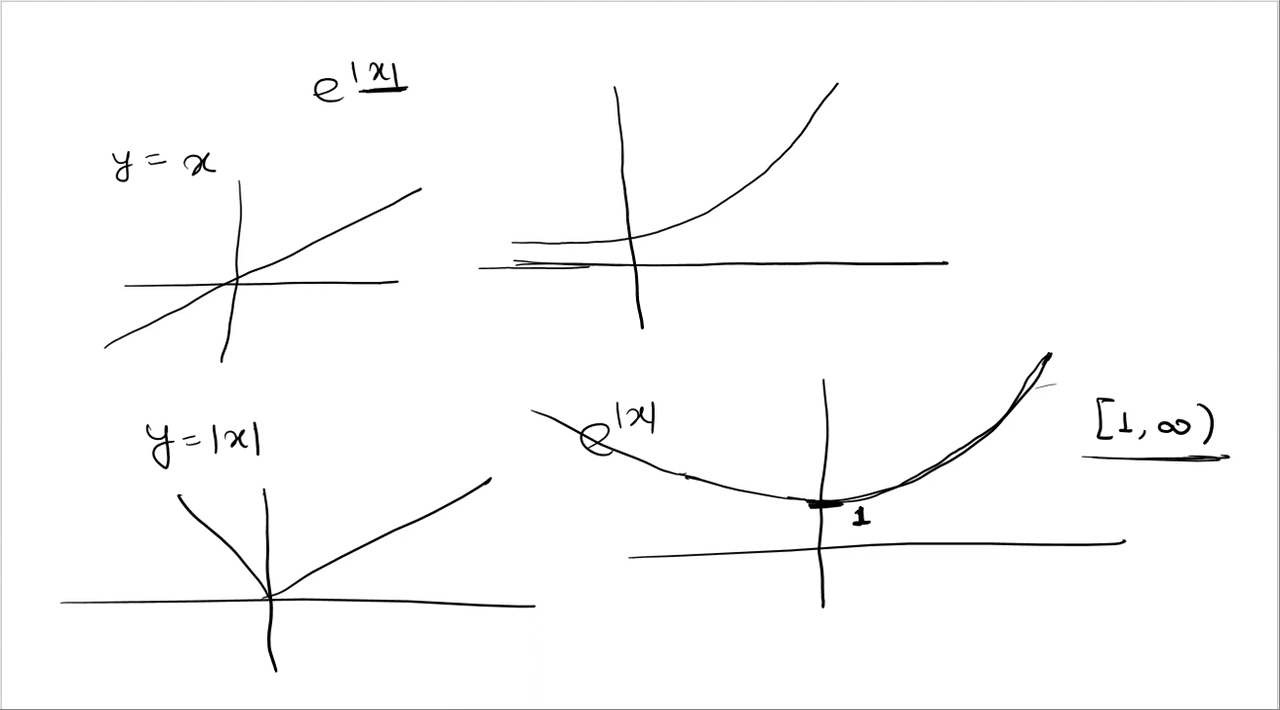 e^|x|
y = x
y = |x|
e^|x|
[1, ∞)
1